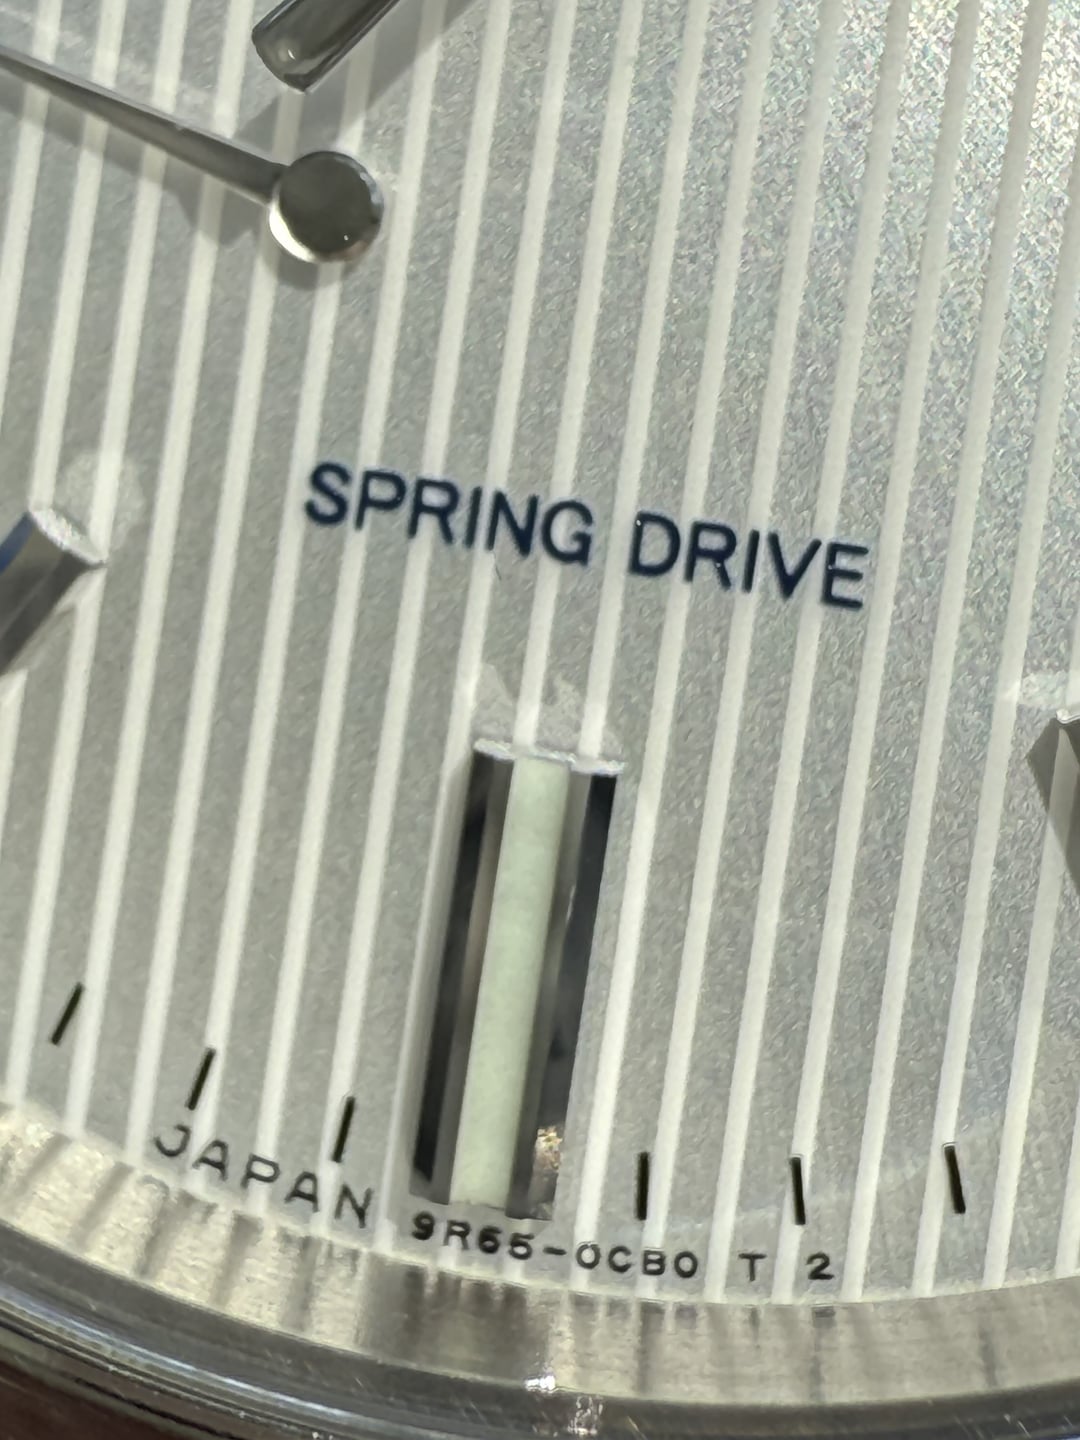 SPRING DRIVE
JAPAN 9R65-0CB0 T 2